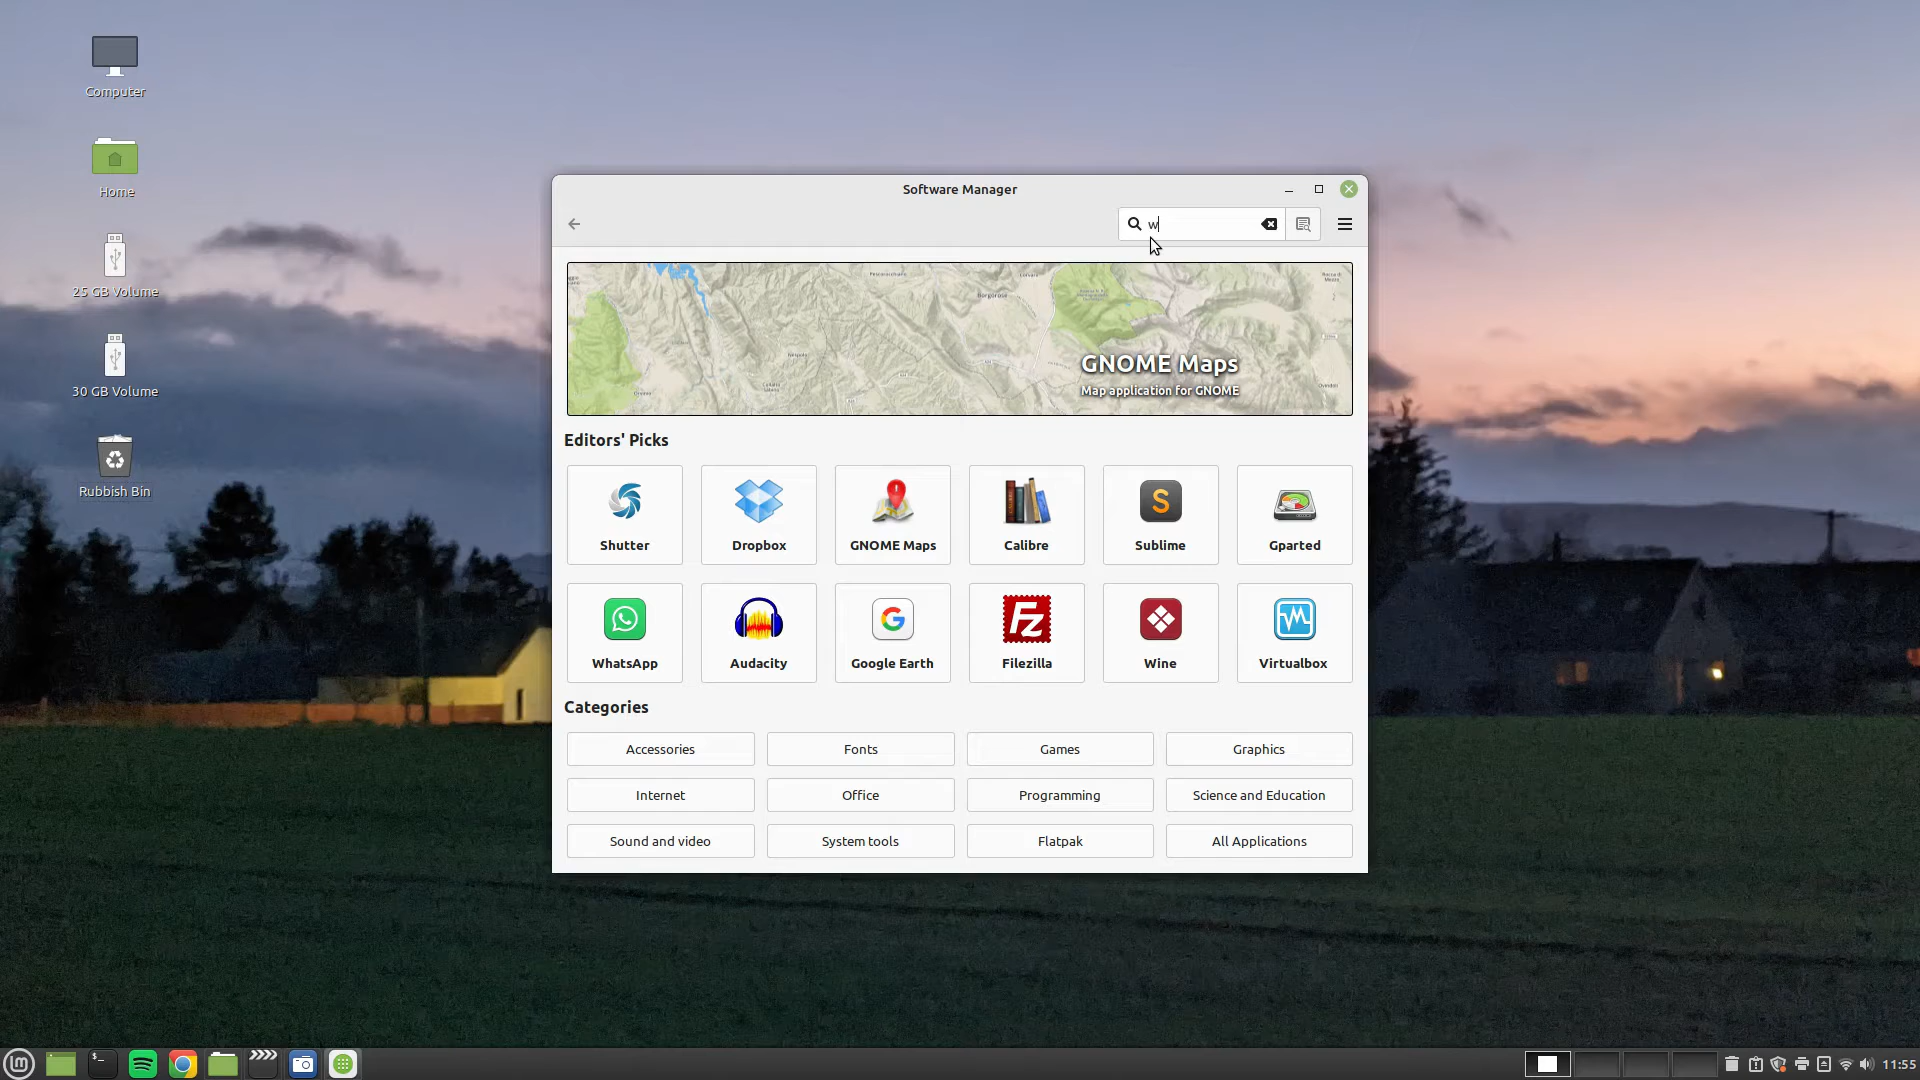 Computer
Home
25 GB Volume
30 GB Volume
Rubbish Bin
Software Manager
w
GNOME Maps
Map application for GNOME
Editors' Picks
Shutter
Dropbox
GNOME Maps
Calibre
Sublime
Gparted
WhatsApp
Audacity
Google Earth
Filezilla
Wine
Virtualbox
Categories
Accessories
Fonts
Games
Graphics
Internet
Office
Programming
Science and Education
Sound and video
System tools
Flatpak
All Applications
11:55